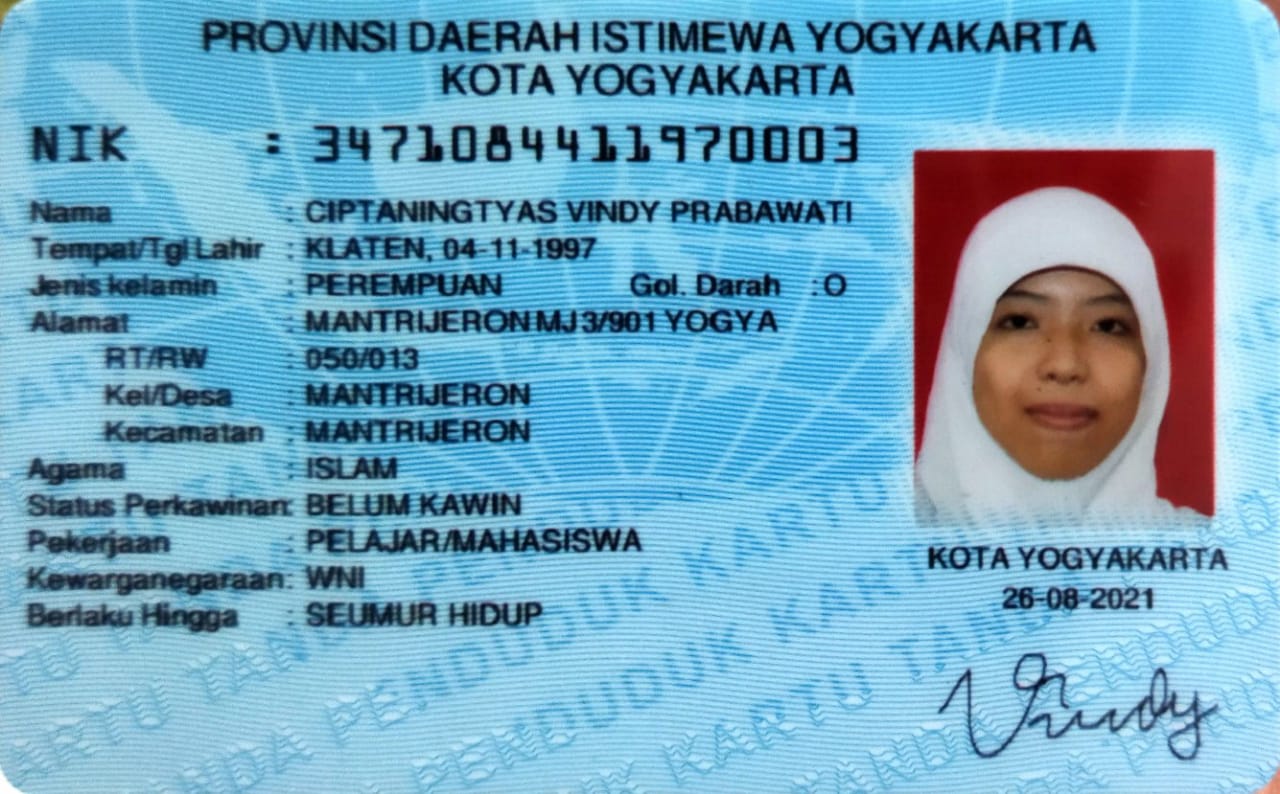 PROVINSI DAERAH ISTIMEWA YOGYAKARTA
KOTA YOGYAKARTA
NIK : 3471084411970003
Nama : CIPTANINGTYAS VINDY PRABAWATI
Tempat/Tgl Lahir : KLATEN, 04-11-1997
Jenis kelamin : PEREMPUAN Gol. Darah : O
Alamat : MANTRIJERON MJ 3/901 YOGYA
RT/RW : 050/013
Kel/Desa : MANTRIJERON
Kecamatan : MANTRIJERON
Agama : ISLAM
Status Perkawinan: BELUM KAWIN
Pekerjaan : PELAJAR/MAHASISWA
Kewarganegaraan: WNI
Berlaku Hingga : SEUMUR HIDUP
KOTA YOGYAKARTA
26-08-2021
Vindy